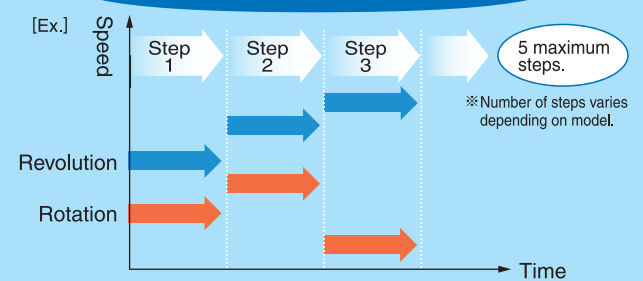 [Ex.]
Speed
Step
1
Step
2
Step
3
5 maximum
steps.
※Number of steps varies
depending on model.
Revolution
Rotation
Time